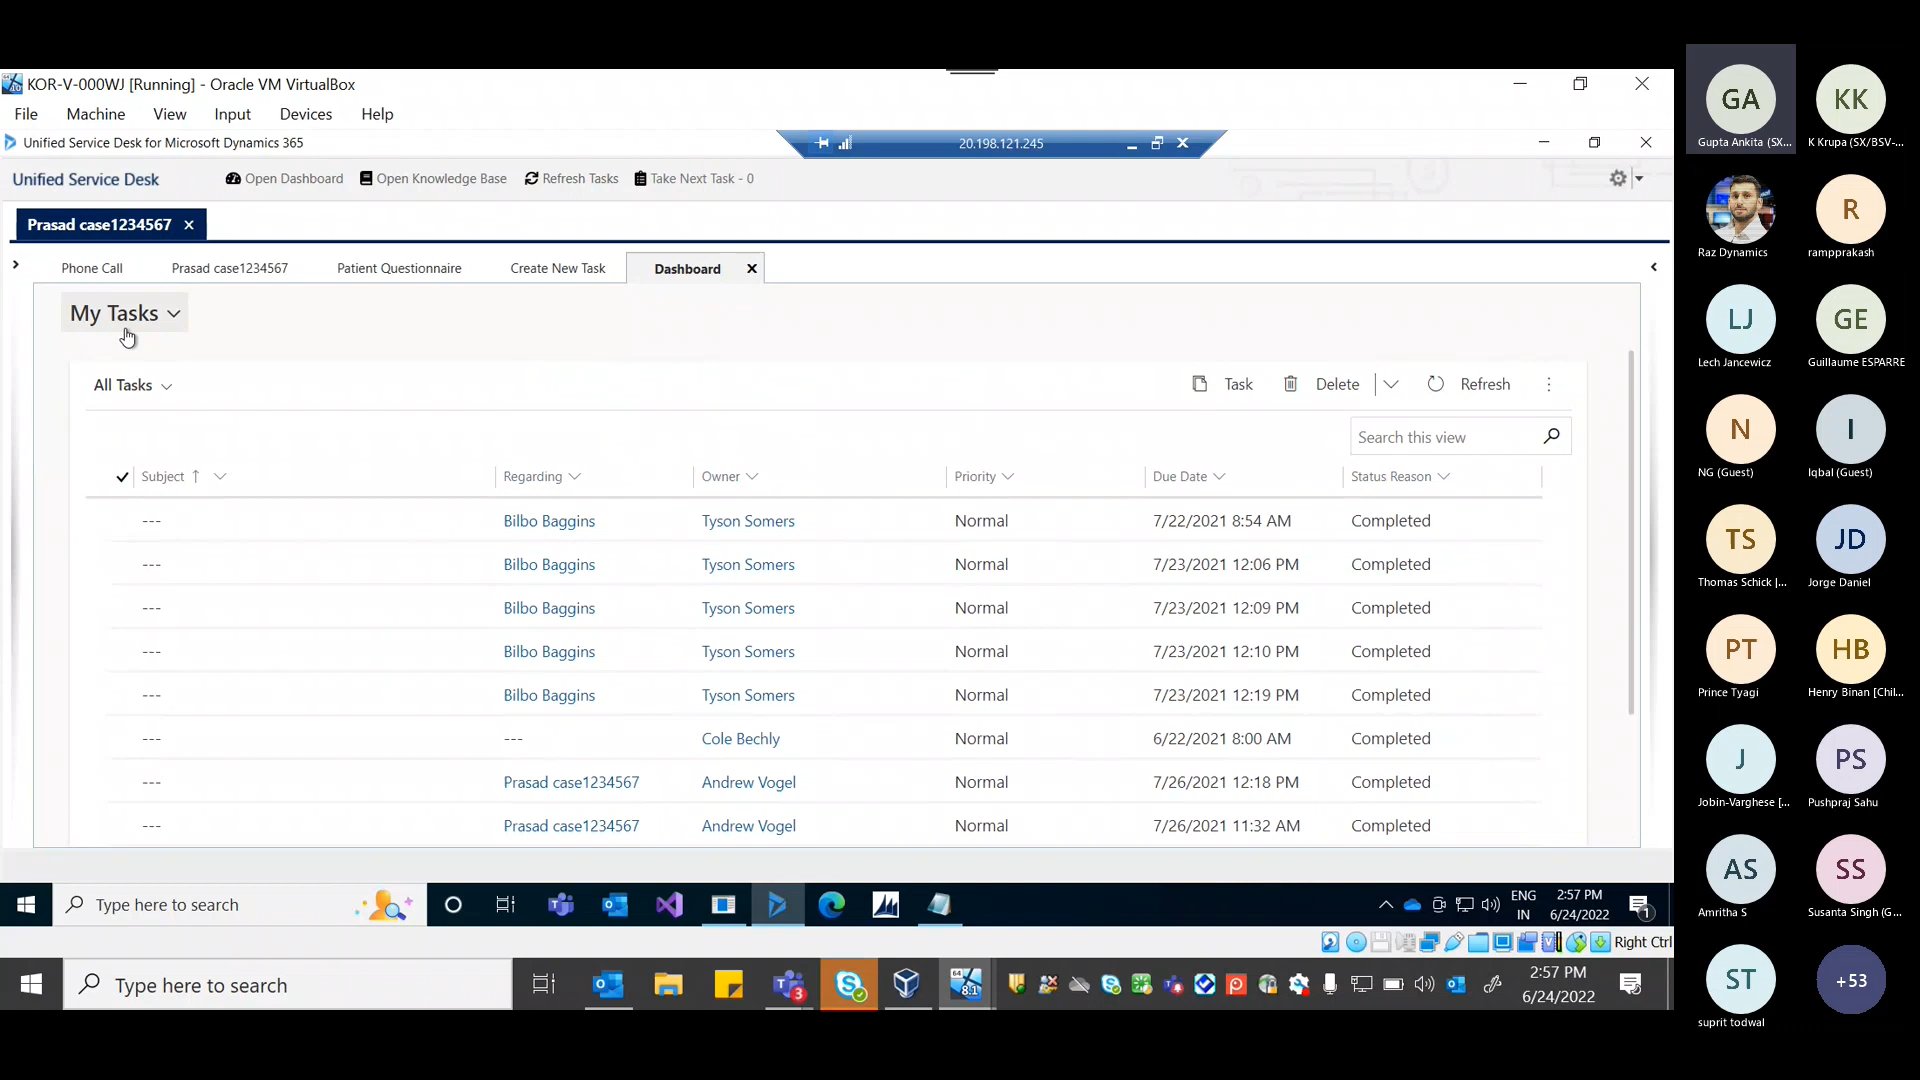 KOR-V-000WJ [Running] - Oracle VM VirtualBox
File Machine View Input Devices Help
Unified Service Desk for Microsoft Dynamics 365
20.198.121.245
Unified Service Desk
Open Dashboard Open Knowledge Base Refresh Tasks Take Next Task - 0
Prasad case1234567
Phone Call Prasad case1234567 Patient Questionnaire Create New Task Dashboard
My Tasks
All Tasks
Task Delete Refresh
Search this view
Subject Regarding Owner Priority Due Date Status Reason
--- Bilbo Baggins Tyson Somers Normal 7/22/2021 8:54 AM Completed
--- Bilbo Baggins Tyson Somers Normal 7/23/2021 12:06 PM Completed
--- Bilbo Baggins Tyson Somers Normal 7/23/2021 12:09 PM Completed
--- Bilbo Baggins Tyson Somers Normal 7/23/2021 12:10 PM Completed
--- Bilbo Baggins Tyson Somers Normal 7/23/2021 12:19 PM Completed
--- --- Cole Bechly Normal 6/22/2021 8:00 AM Completed
--- Prasad case1234567 Andrew Vogel Normal 7/26/2021 12:18 PM Completed
--- Prasad case1234567 Andrew Vogel Normal 7/26/2021 11:32 AM Completed
Type here to search
ENG
IN
2:57 PM
6/24/2022
1
Right Ctrl
Type here to search
3
64
8.1
2:57 PM
6/24/2022
GA KK
Gupta Ankita (SX... K Krupa (SX/BSV-...
R
Raz Dynamics rampprakash
LJ GE
Lech Jancewicz Guillaume ESPARRE
N I
NG (Guest) Iqbal (Guest)
TS JD
Thomas Schick |... Jorge Daniel
PT HB
Prince Tyagi Henry Binan [Chil...
J PS
Jobin-Varghese [... Pushpraj Sahu
AS SS
Amritha S Susanta Singh (G...
ST +53
suprit todwal